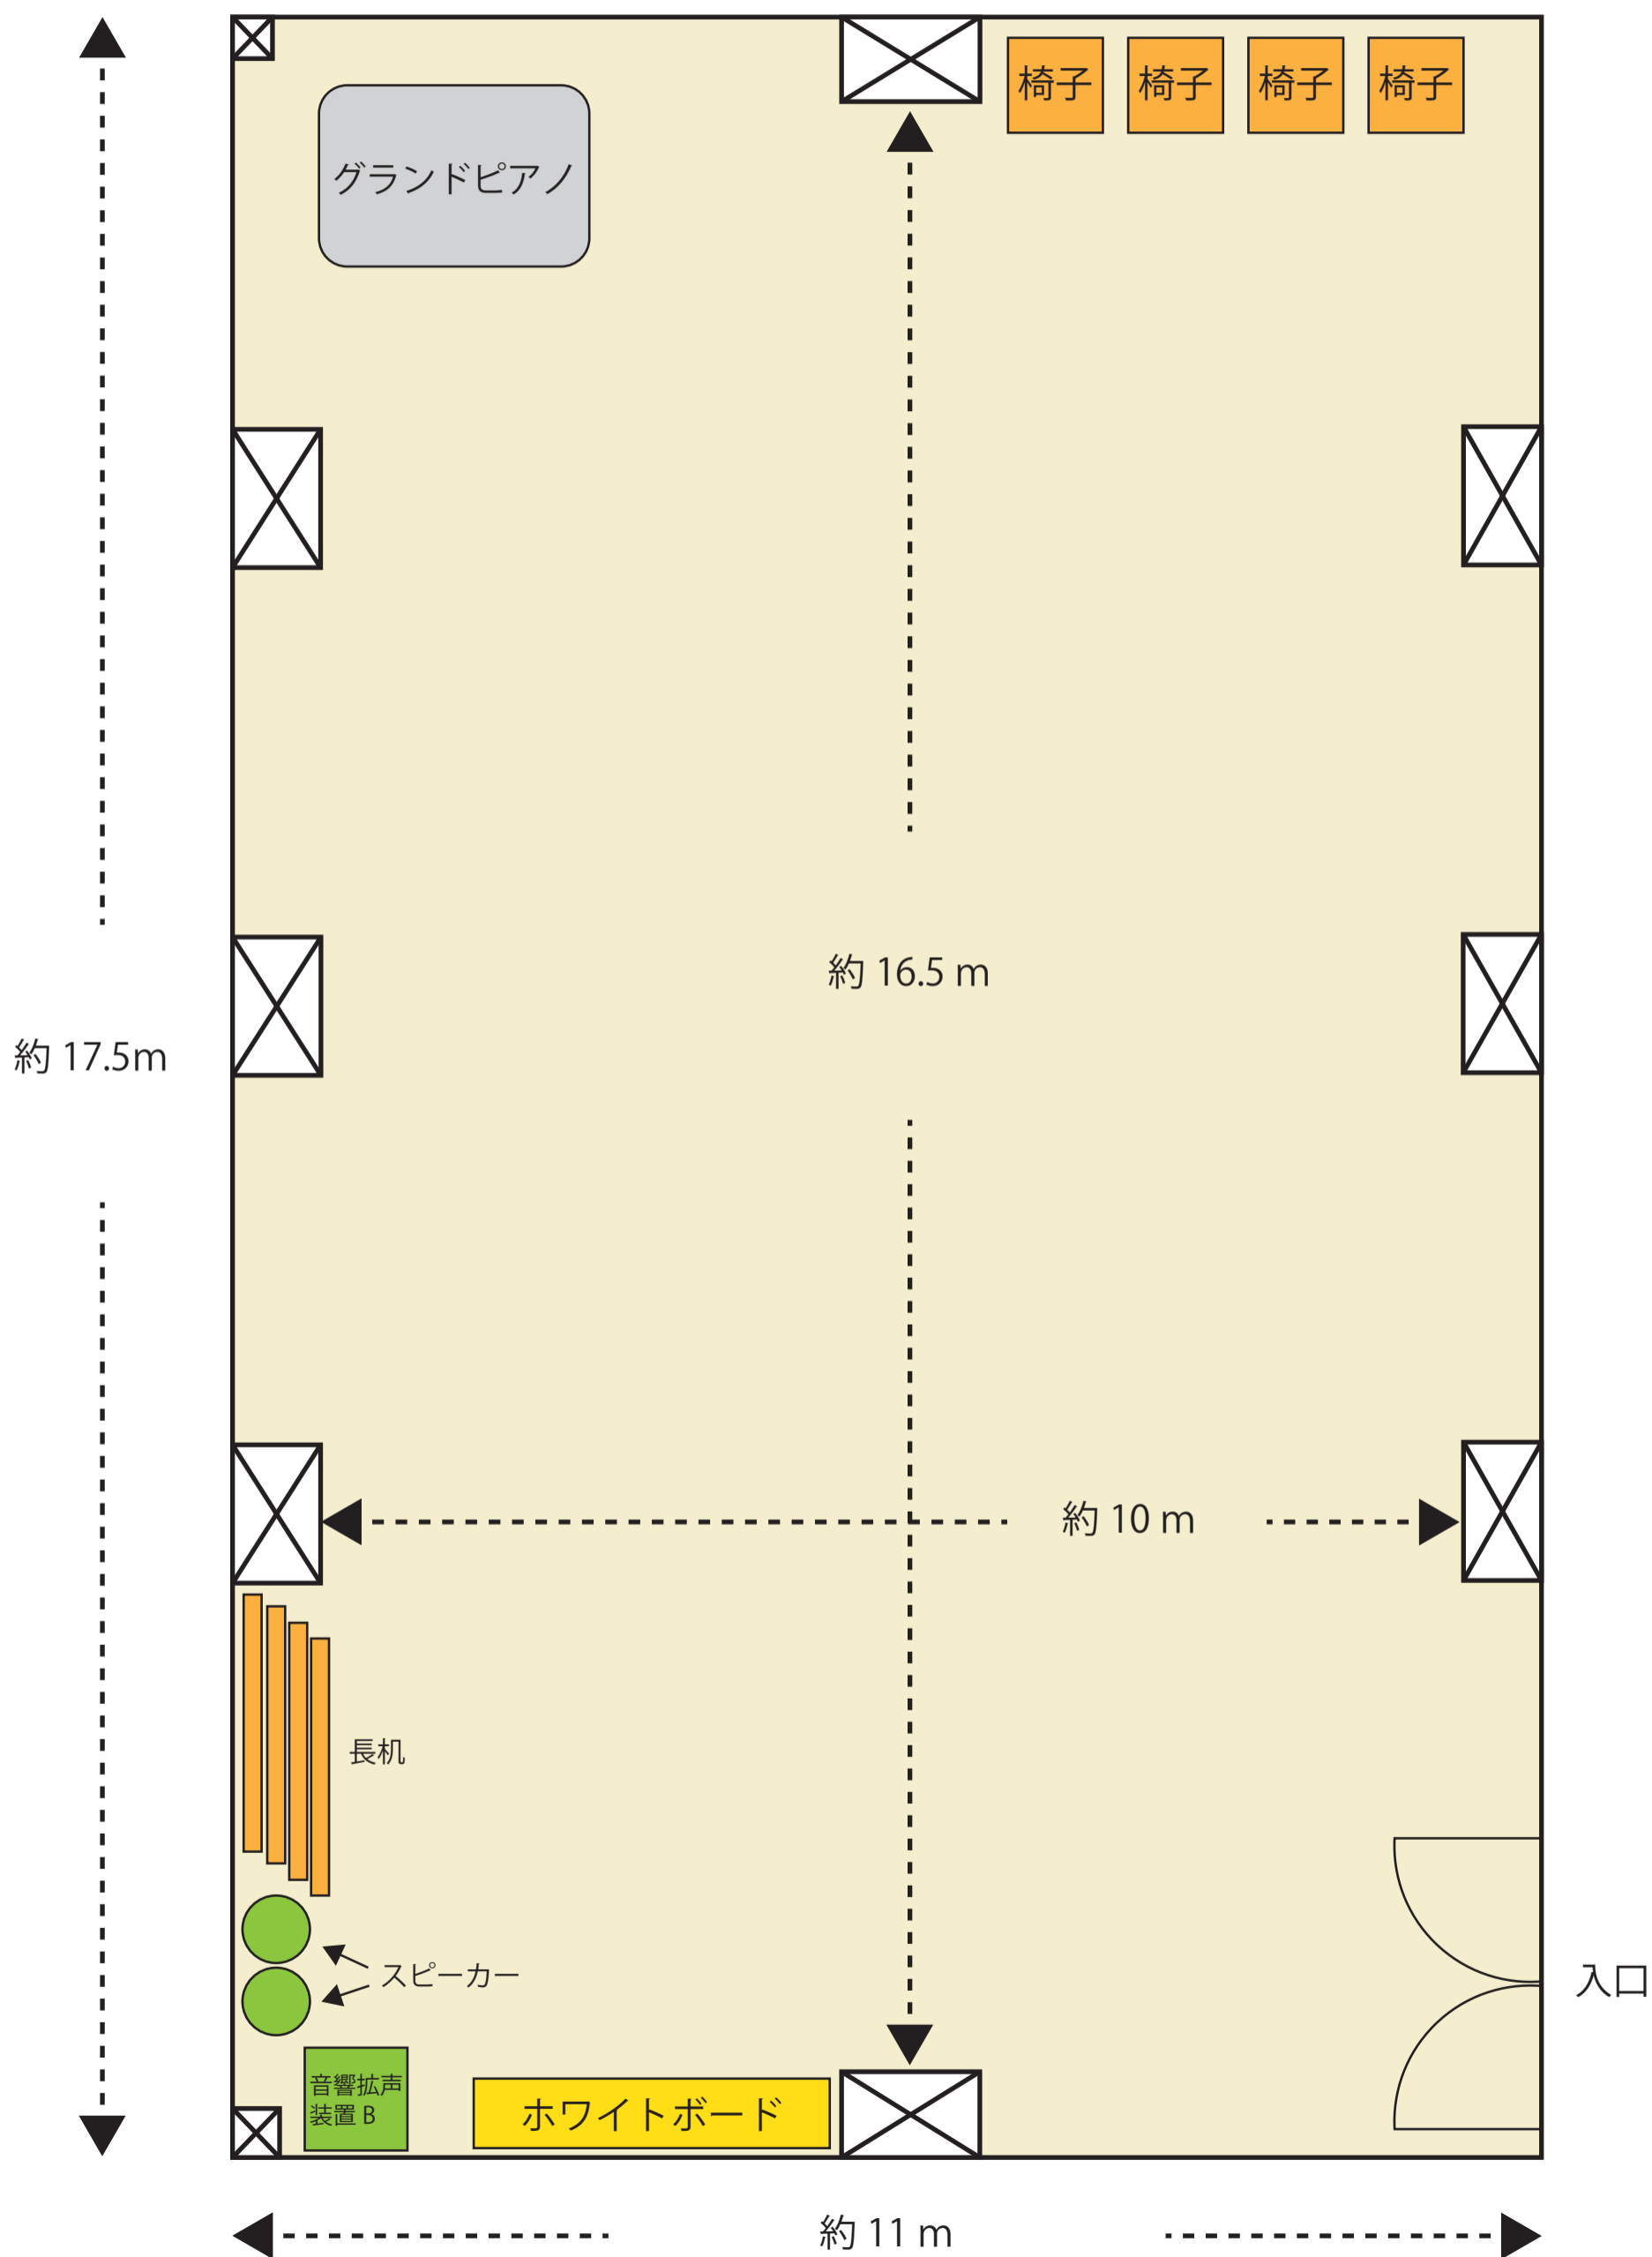 椅子 椅子 椅子 椅子
グランドピアノ
約 16.5 m
約 17.5m
約 10 m
長机
スピーカー
入口
音響拡声
装置 B
ホワイトボード
約 11 m